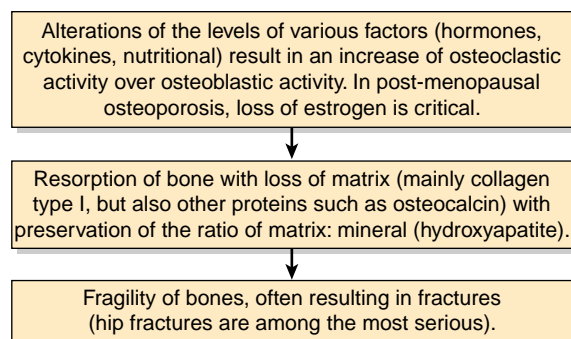 Alterations of the levels of various factors (hormones,
cytokines, nutritional) result in an increase of osteoclastic
activity over osteoblastic activity. In post-menopausal
osteoporosis, loss of estrogen is critical.
Resorption of bone with loss of matrix (mainly collagen
type I, but also other proteins such as osteocalcin) with
preservation of the ratio of matrix: mineral (hydroxyapatite).
Fragility of bones, often resulting in fractures
(hip fractures are among the most serious).